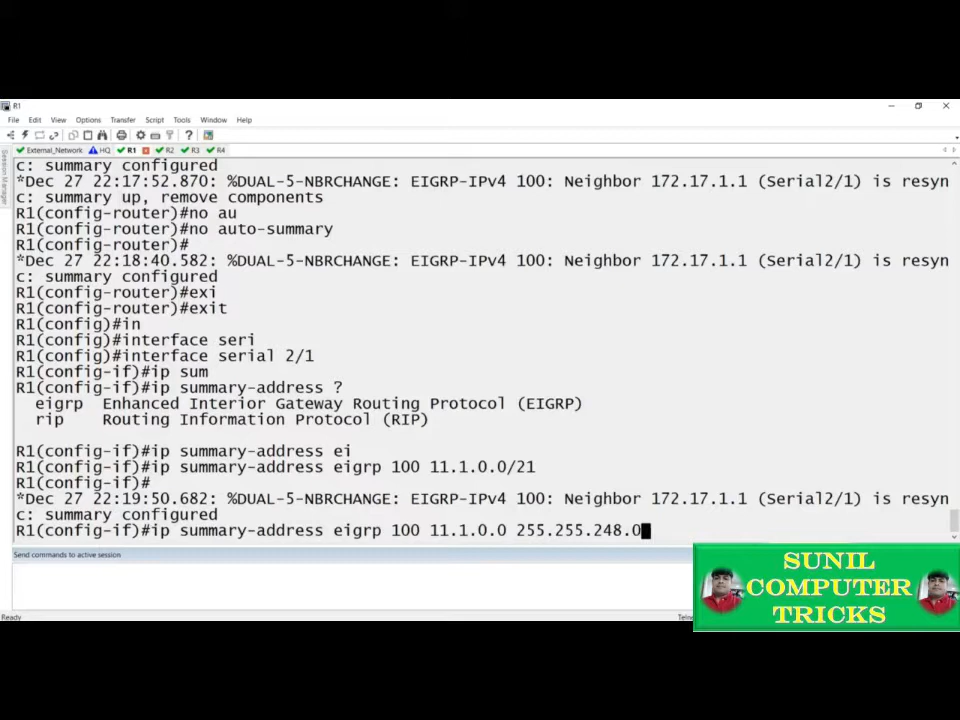 R1
File Edit View Options Transfer Script Tools Window Help
External_Network HQ R1 R2 R3 R4
Session Manager
c: summary configured
*Dec 27 22:17:52.870: %DUAL-5-NBRCHANGE: EIGRP-IPv4 100: Neighbor 172.17.1.1 (Serial2/1) is resyn
c: summary up, remove components
R1(config-router)#no au
R1(config-router)#no auto-summary
R1(config-router)#
*Dec 27 22:18:40.582: %DUAL-5-NBRCHANGE: EIGRP-IPv4 100: Neighbor 172.17.1.1 (Serial2/1) is resyn
c: summary configured
R1(config-router)#exi
R1(config-router)#exit
R1(config)#in
R1(config)#interface seri
R1(config)#interface serial 2/1
R1(config-if)#ip sum
R1(config-if)#ip summary-address ?
eigrp Enhanced Interior Gateway Routing Protocol (EIGRP)
rip Routing Information Protocol (RIP)
R1(config-if)#ip summary-address ei
R1(config-if)#ip summary-address eigrp 100 11.1.0.0/21
R1(config-if)#
*Dec 27 22:19:50.682: %DUAL-5-NBRCHANGE: EIGRP-IPv4 100: Neighbor 172.17.1.1 (Serial2/1) is resyn
c: summary configured
R1(config-if)#ip summary-address eigrp 100 11.1.0.0 255.255.248.0
Send commands to active session
SUNIL
COMPUTER
TRICKS
Ready